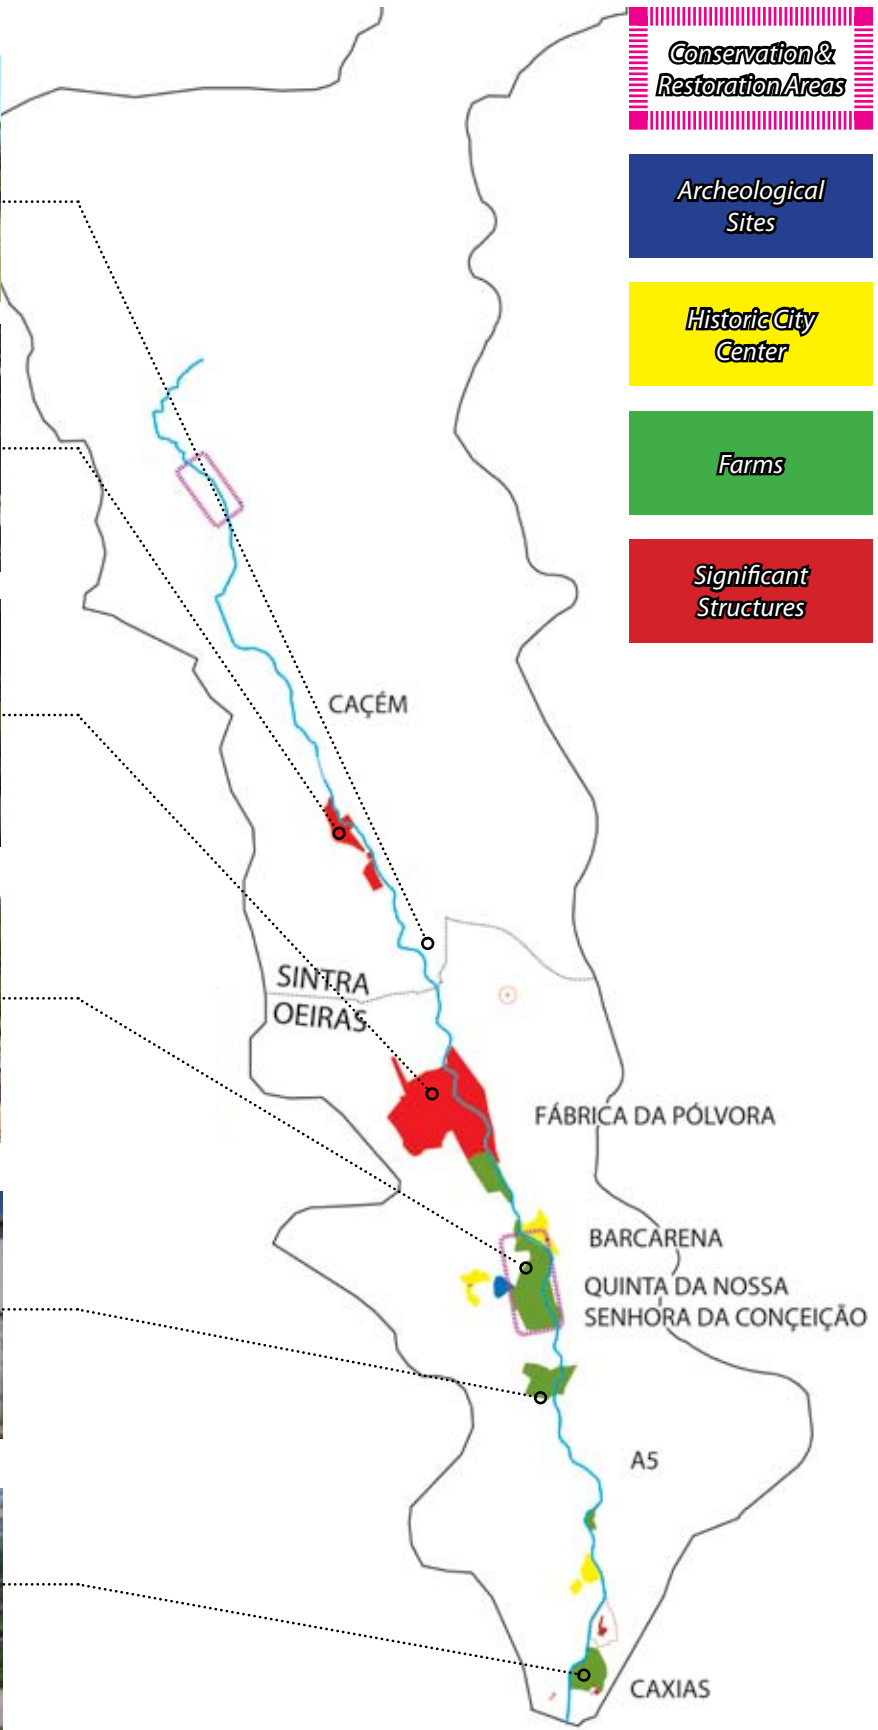 Conservation &
Restoration Areas
Archeological
Sites
Historic City
Center
Farms
Significant
Structures
CAÇÉM
SINTRA
OEIRAS
FÁBRICA DA PÓLVORA
BARCARENA
QUINTA DA NOSSA
SENHORA DA CONÇEIÇÃO
A5
CAXIAS